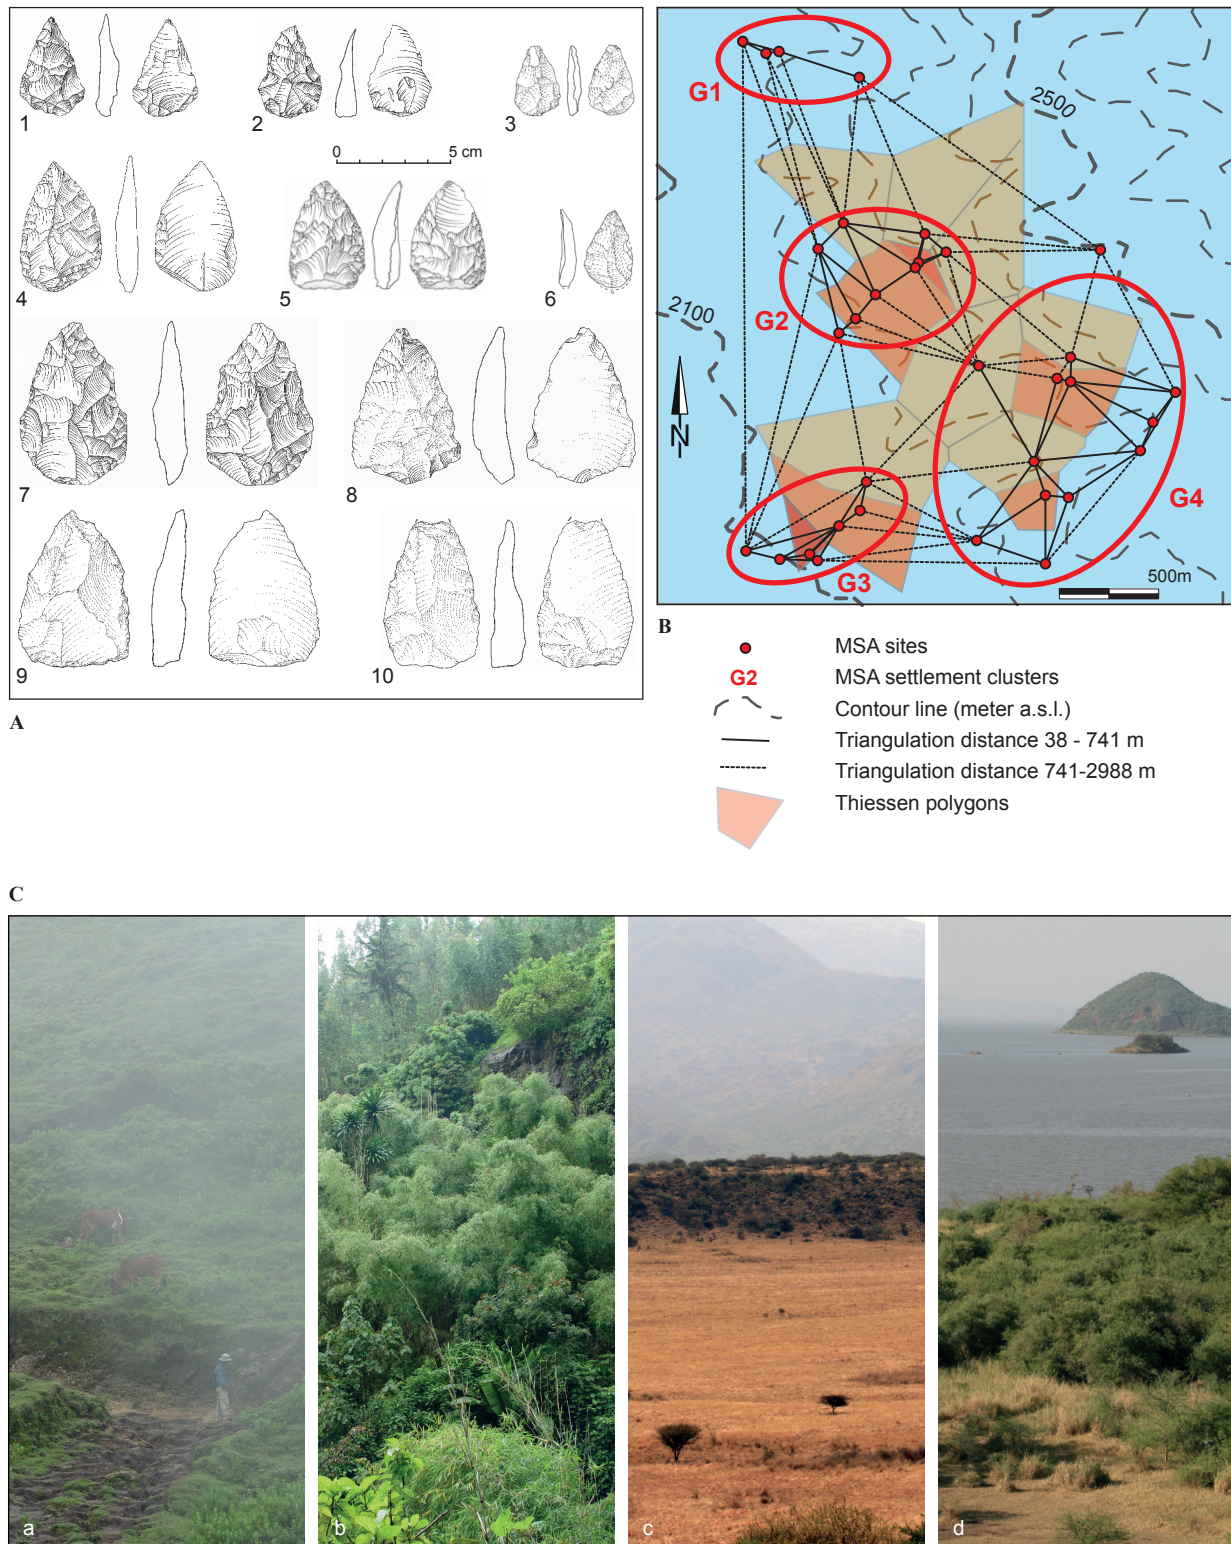 1
2
3
0 5 cm
4
5
6
7
8
9
10
A
G1
2500
2100
G2
N
G4
G3
500m
B
MSA sites
G2 MSA settlement clusters
Contour line (meter a.s.l.)
Triangulation distance 38 - 741 m
Triangulation distance 741-2988 m
Thiessen polygons
C
a
b
c
d